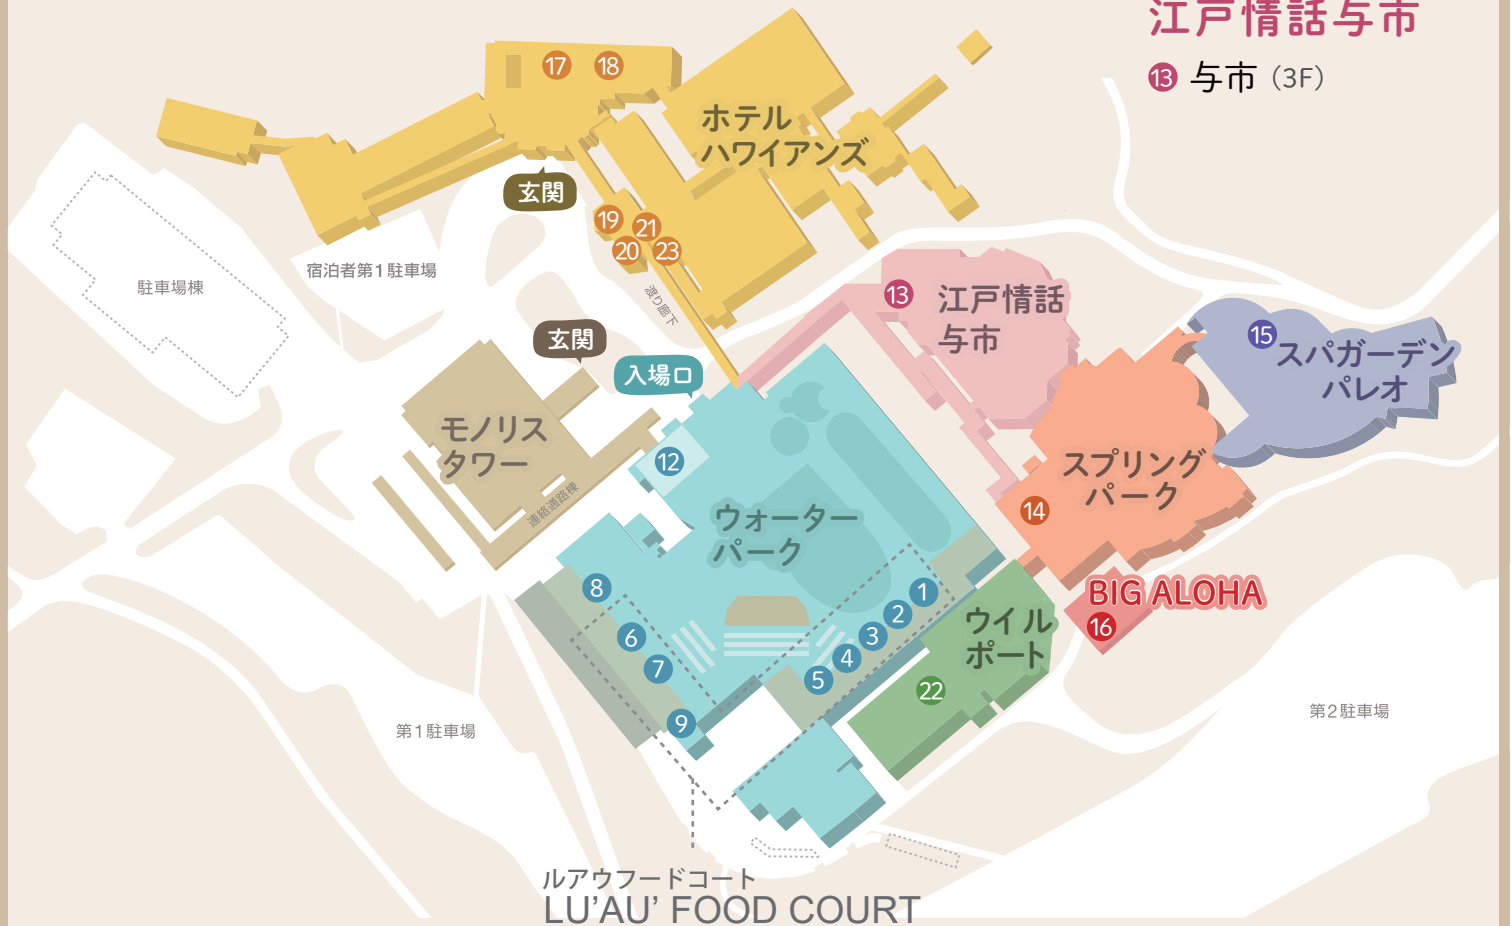 江戸情話与市
13 与市（3F）
17
18
ホテル
ハワイアンズ
玄関
19
21
20
23
渡り廊下
宿泊者第1駐車場
駐車場棟
13
江戸情話
与市
15
スパガーデン
パレオ
玄関
入場口
モノリス
タワー
連絡通路棟
12
ウォーター
パーク
スプリング
パーク
14
BIG ALOHA
16
ウイル
ポート
22
1
2
3
4
5
8
6
7
9
第1駐車場
第2駐車場
ルアウフードコート
LU’AU’ FOOD COURT